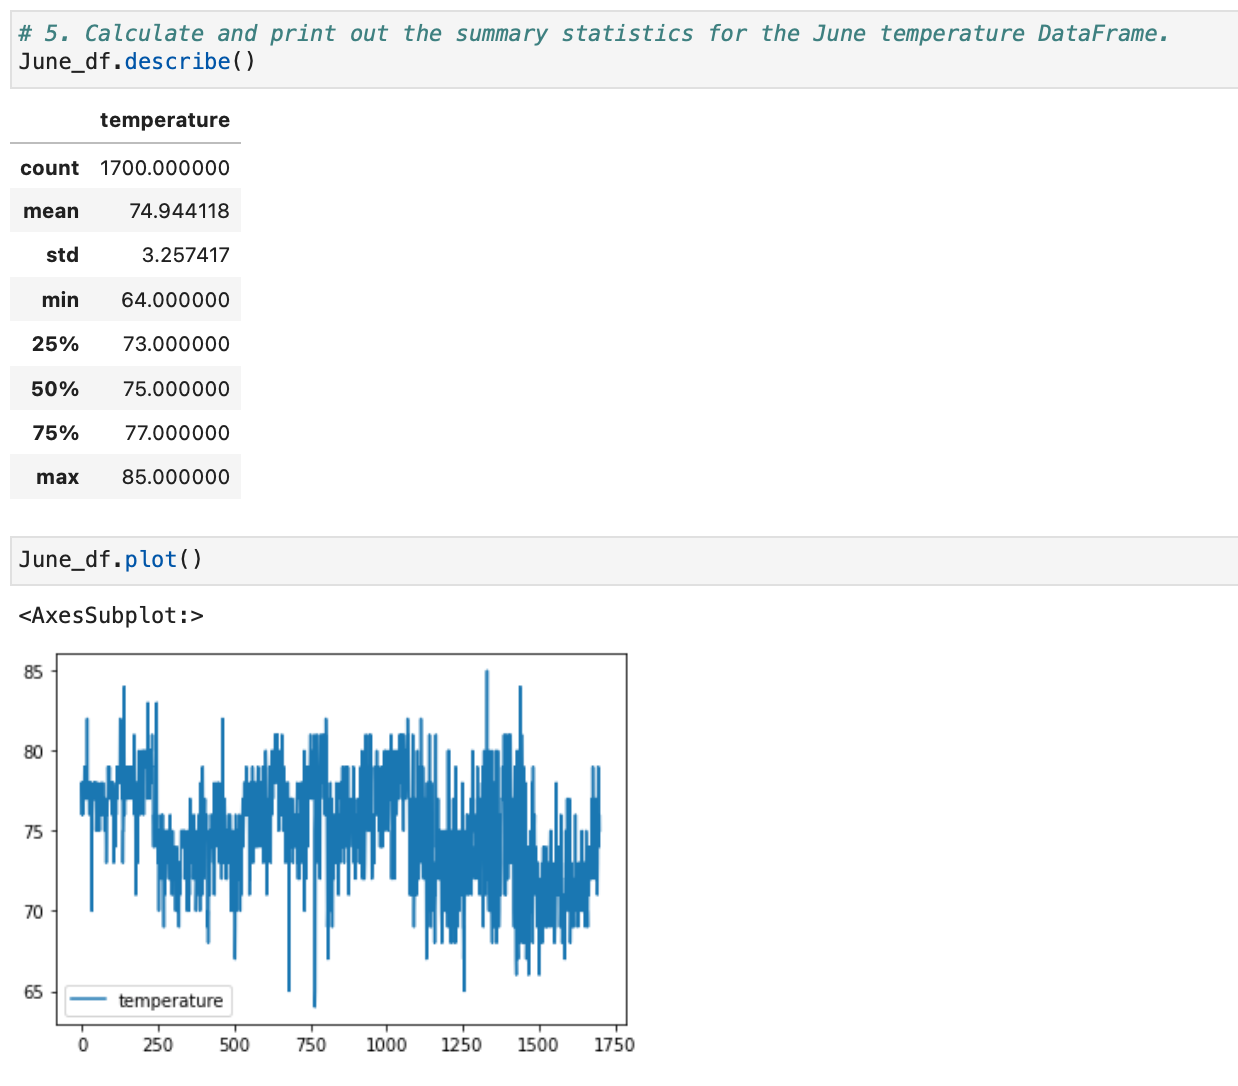 # 5. Calculate and print out the summary statistics for the June temperature DataFrame.
June_df.describe()
temperature
count 1700.000000
mean 74.944118
std 3.257417
min 64.000000
25% 73.000000
50% 75.000000
75% 77.000000
max 85.000000
June_df.plot()
<AxesSubplot:>
85
80
75
70
65
temperature
0 250 500 750 1000 1250 1500 1750